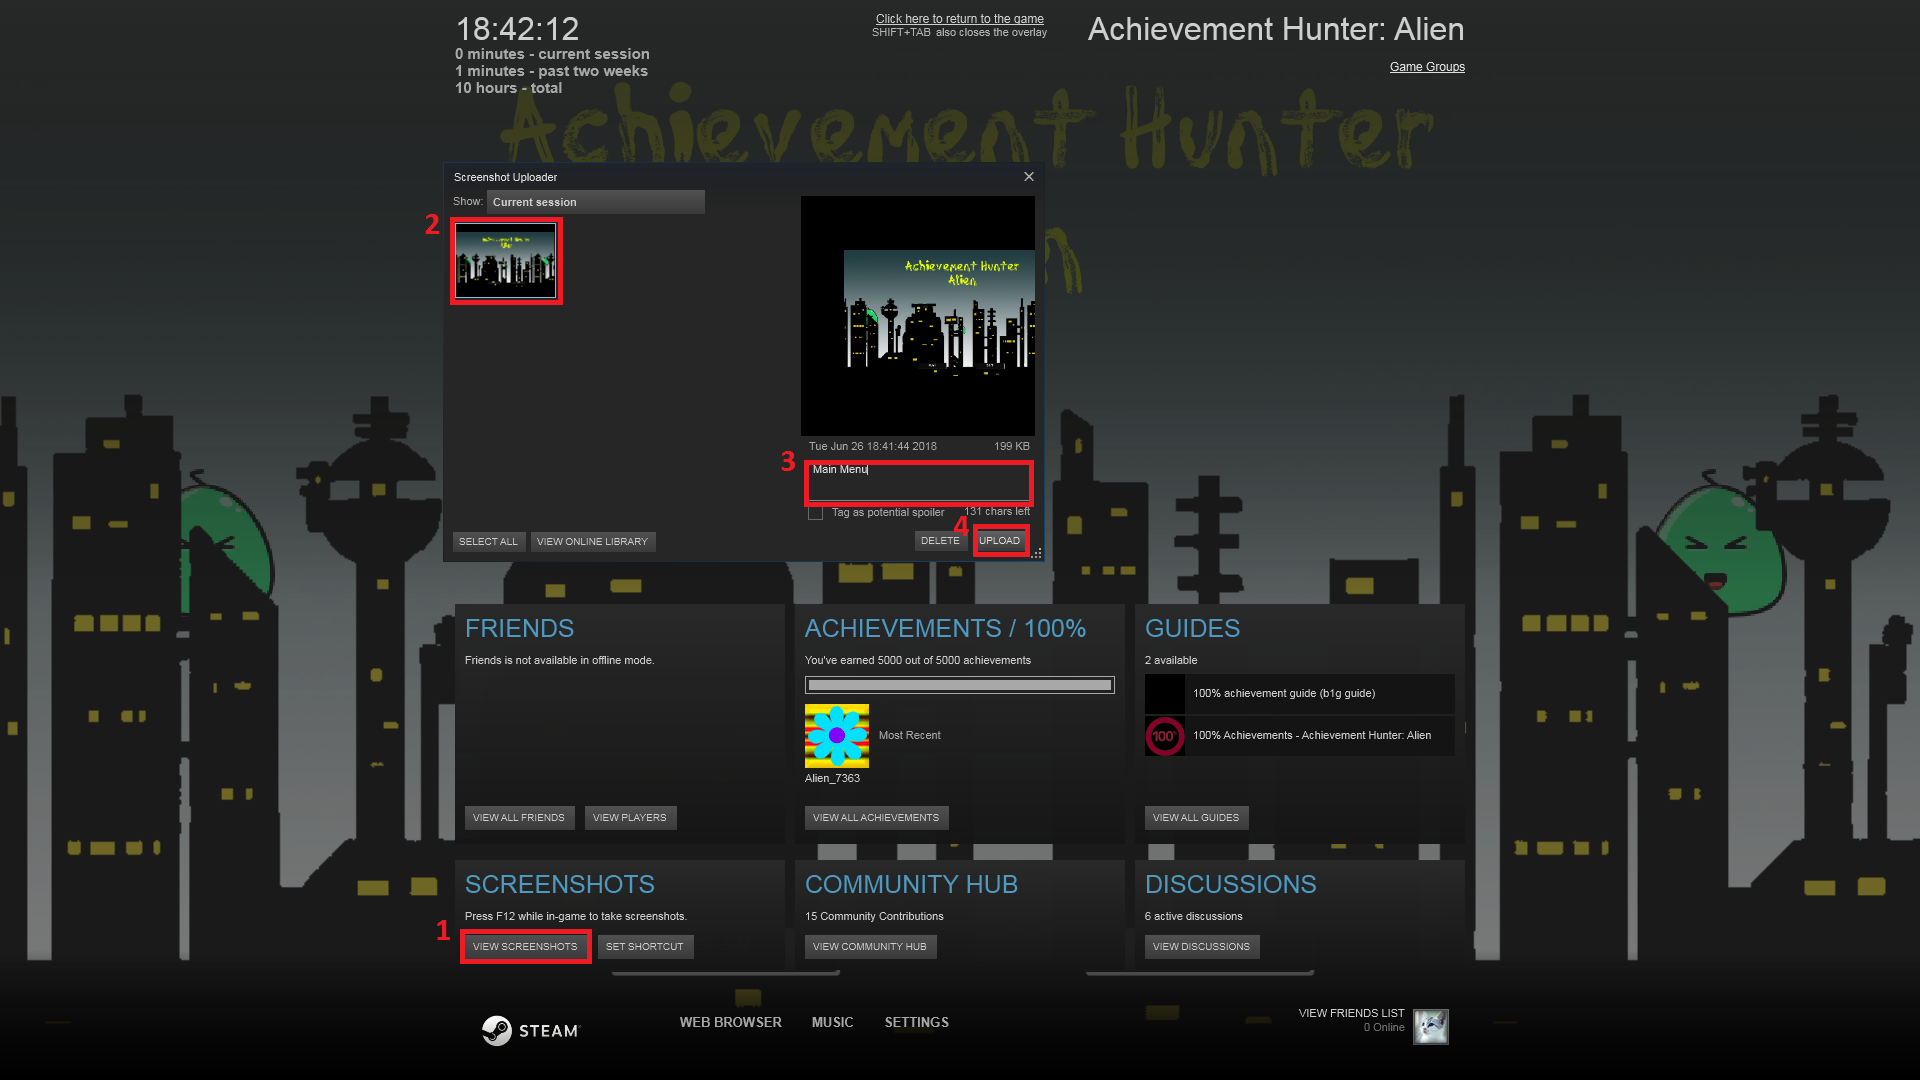 18:42:12
0 minutes - current session
1 minutes - past two weeks
10 hours - total
Click here to return to the game
SHIFT+TAB also closes the overlay
Achievement Hunter: Alien
Game Groups
Achievement Hunter
Screenshot Uploader
Show: Current session
2
Achievement Hunter
Alien
Achievement Hunter
Alien
Tue Jun 26 18:41:44 2018 199 KB
3
Main Menu
Tag as potential spoiler 131 chars left
4
SELECT ALL VIEW ONLINE LIBRARY DELETE UPLOAD
FRIENDS
Friends is not available in offline mode.
VIEW ALL FRIENDS VIEW PLAYERS
ACHIEVEMENTS / 100%
You've earned 5000 out of 5000 achievements
Most Recent
Alien_7363
VIEW ALL ACHIEVEMENTS
GUIDES
2 available
100% achievement guide (b1g guide)
100%
100% Achievements - Achievement Hunter: Alien
VIEW ALL GUIDES
SCREENSHOTS
Press F12 while in-game to take screenshots.
1
VIEW SCREENSHOTS SET SHORTCUT
COMMUNITY HUB
15 Community Contributions
VIEW COMMUNITY HUB
DISCUSSIONS
6 active discussions
VIEW DISCUSSIONS
STEAM
WEB BROWSER MUSIC SETTINGS
VIEW FRIENDS LIST
0 Online